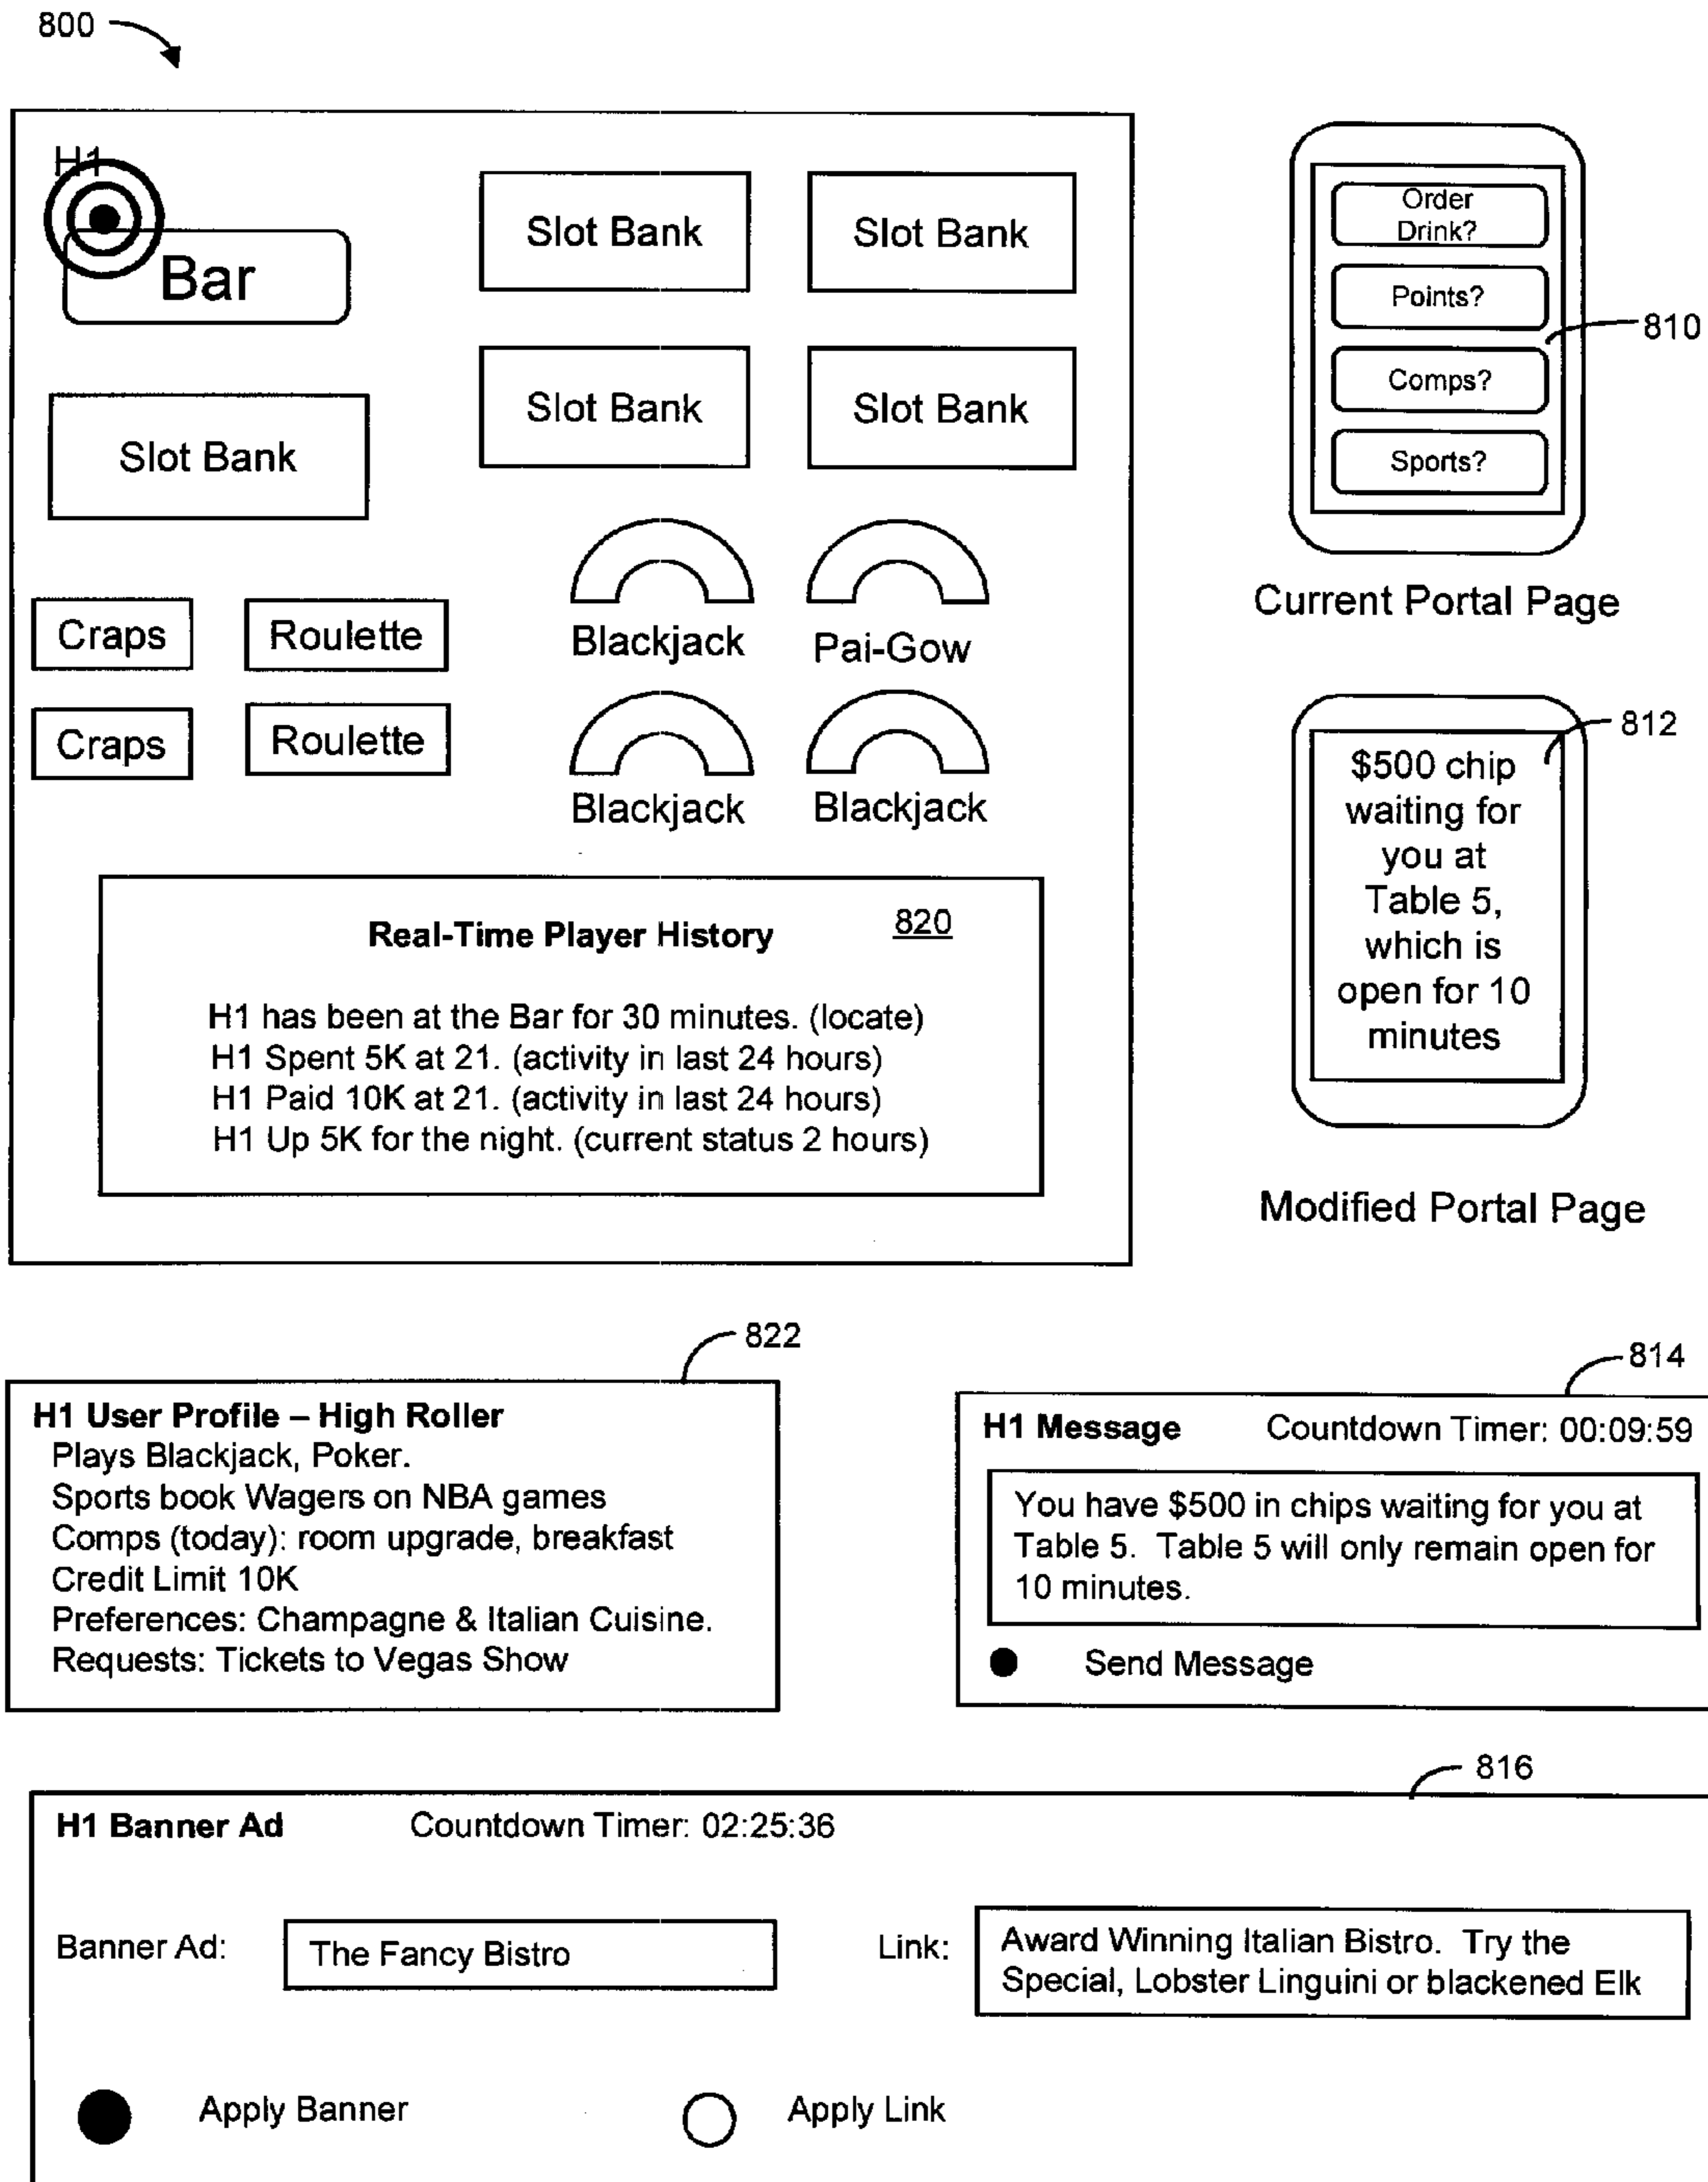 800
H1
Bar
Slot Bank
Slot Bank
Slot Bank
Slot Bank
Slot Bank
Craps
Roulette
Blackjack
Pai-Gow
Craps
Roulette
Blackjack
Blackjack
Real-Time Player History
820
H1 has been at the Bar for 30 minutes. (locate)
H1 Spent 5K at 21. (activity in last 24 hours)
H1 Paid 10K at 21. (activity in last 24 hours)
H1 Up 5K for the night. (current status 2 hours)
Order
Drink?
Points?
Comps?
Sports?
810
Current Portal Page
812
$500 chip
waiting for
you at
Table 5,
which is
open for 10
minutes
Modified Portal Page
822
H1 User Profile – High Roller
Plays Blackjack, Poker.
Sports book Wagers on NBA games
Comps (today): room upgrade, breakfast
Credit Limit 10K
Preferences: Champagne & Italian Cuisine.
Requests: Tickets to Vegas Show
814
H1 Message Countdown Timer: 00:09:59
You have $500 in chips waiting for you at
Table 5. Table 5 will only remain open for
10 minutes.
Send Message
816
H1 Banner Ad Countdown Timer: 02:25:36
Banner Ad: The Fancy Bistro
Link:
Award Winning Italian Bistro. Try the
Special, Lobster Linguini or blackened Elk
Apply Banner
Apply Link